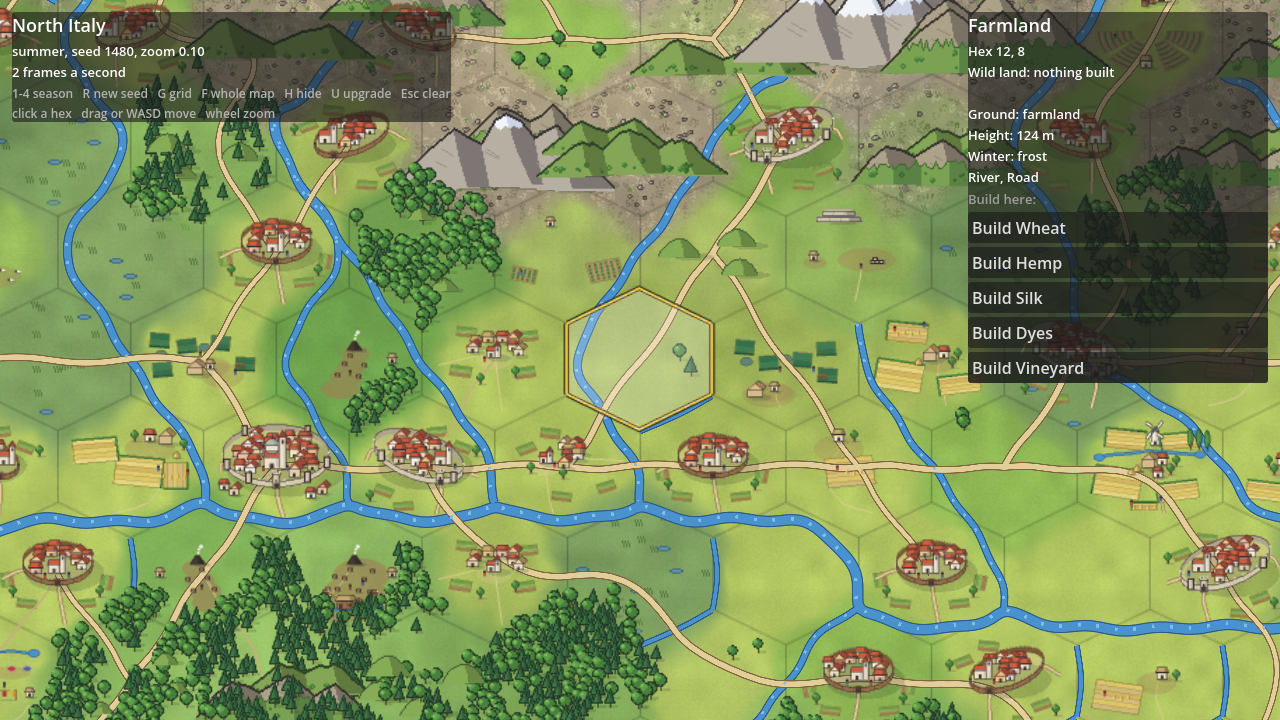 North Italy
summer, seed 1480, zoom 0.10
2 frames a second
1-4 season R new seed G grid F whole map H hide U upgrade Esc clear
click a hex drag or WASD move wheel zoom
Farmland
Hex 12, 8
Wild land: nothing built
Ground: farmland
Height: 124 m
Winter: frost
River, Road
Build here:
Build Wheat
Build Hemp
Build Silk
Build Dyes
Build Vineyard